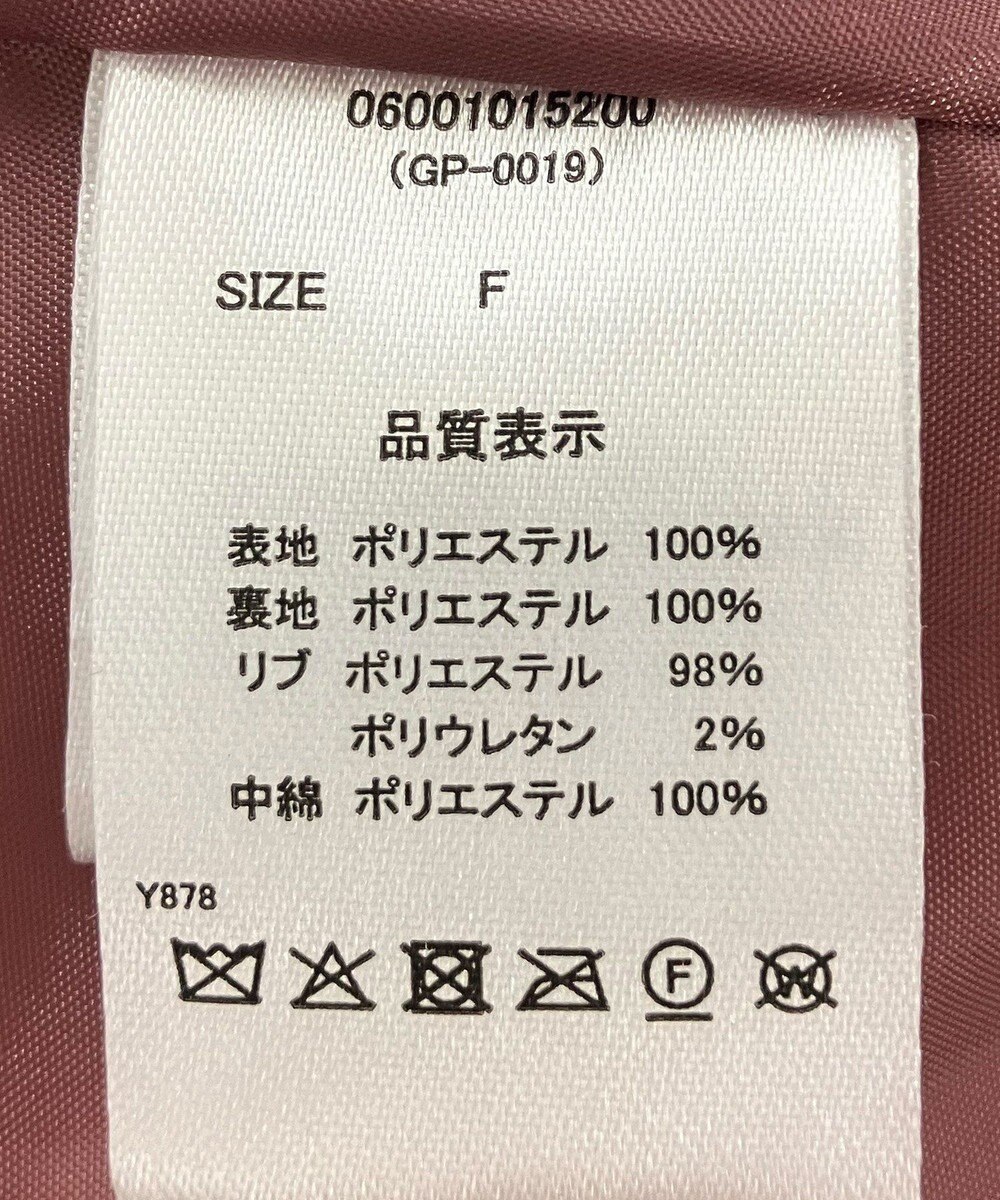 06001015200
(GP-0019)
SIZE F
品質表示
表地 ポリエステル 100%
裏地 ポリエステル 100%
リブ ポリエステル 98%
ポリウレタン 2%
中綿 ポリエステル 100%
Y878
F W